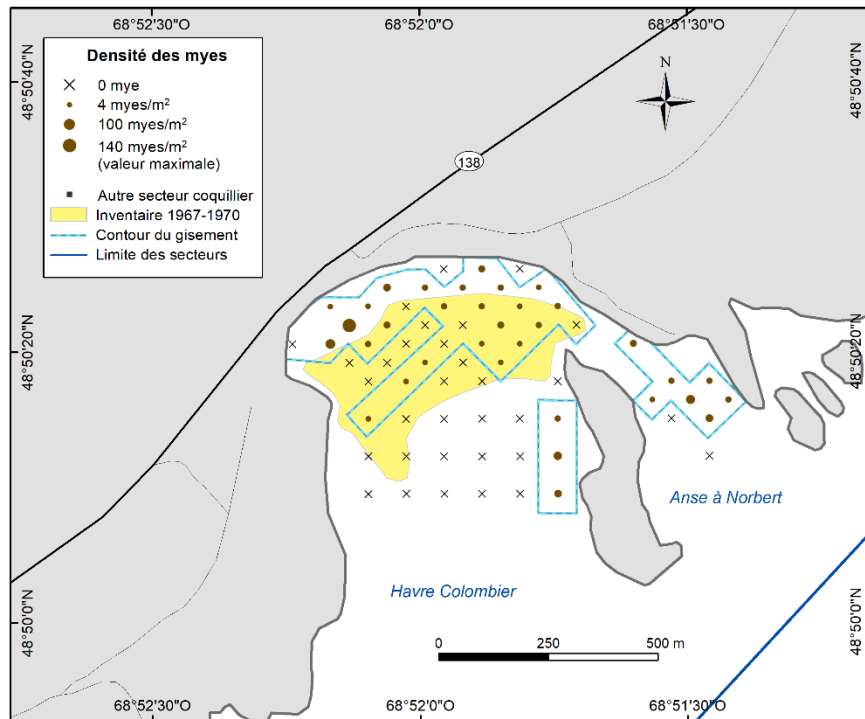 68°52'30"O
68°52'0"O
68°51'30"O
48°50'40"N
48°50'40"N
Densité des myes
0 mye
4 myes/m²
100 myes/m²
140 myes/m²
(valeur maximale)
Autre secteur coquillier
Inventaire 1967-1970
Contour du gisement
Limite des secteurs
N
138
48°50'20"N
48°50'20"N
Anse à Norbert
Havre Colombier
48°50'0"N
48°50'0"N
0
250
500 m
68°52'30"O
68°52'0"O
68°51'30"O